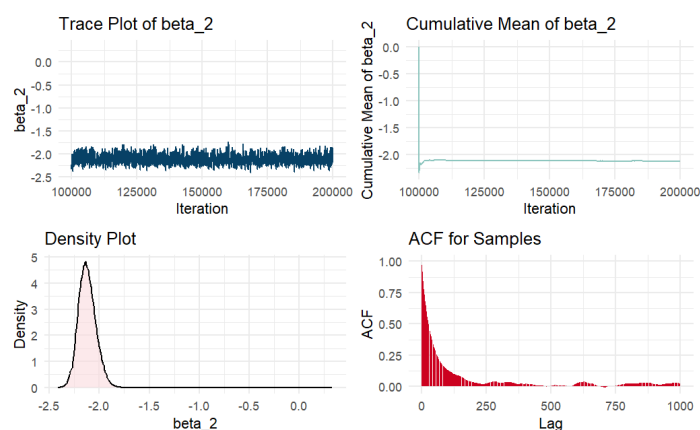 Trace Plot of beta_2
0.0
-0.5
-1.0
-1.5
-2.0
-2.5
beta_2
100000 125000 150000 175000 200000
Iteration
Cumulative Mean of beta_2
0.0
-0.5
-1.0
-1.5
-2.0
Cumulative Mean of beta_2
100000 125000 150000 175000 200000
Iteration
Density Plot
5
4
3
2
1
0
Density
-2.5 -2.0 -1.5 -1.0 -0.5 0.0
beta_2
ACF for Samples
1.00
0.75
0.50
0.25
0.00
ACF
0 250 500 750 1000
Lag